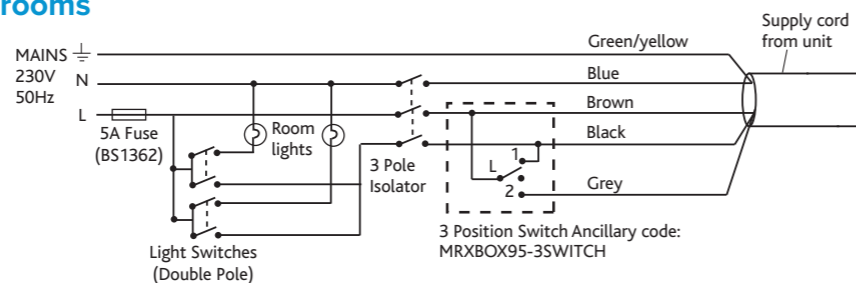 rooms
Supply cord
from unit
MAINS
230V
50Hz
N
L
Green/yellow
Blue
Brown
Black
Grey
5A Fuse
(BS1362)
Room
lights
3 Pole
Isolator
L
1
2
Light Switches
(Double Pole)
3 Position Switch Ancillary code:
MRXBOX95-3SWITCH